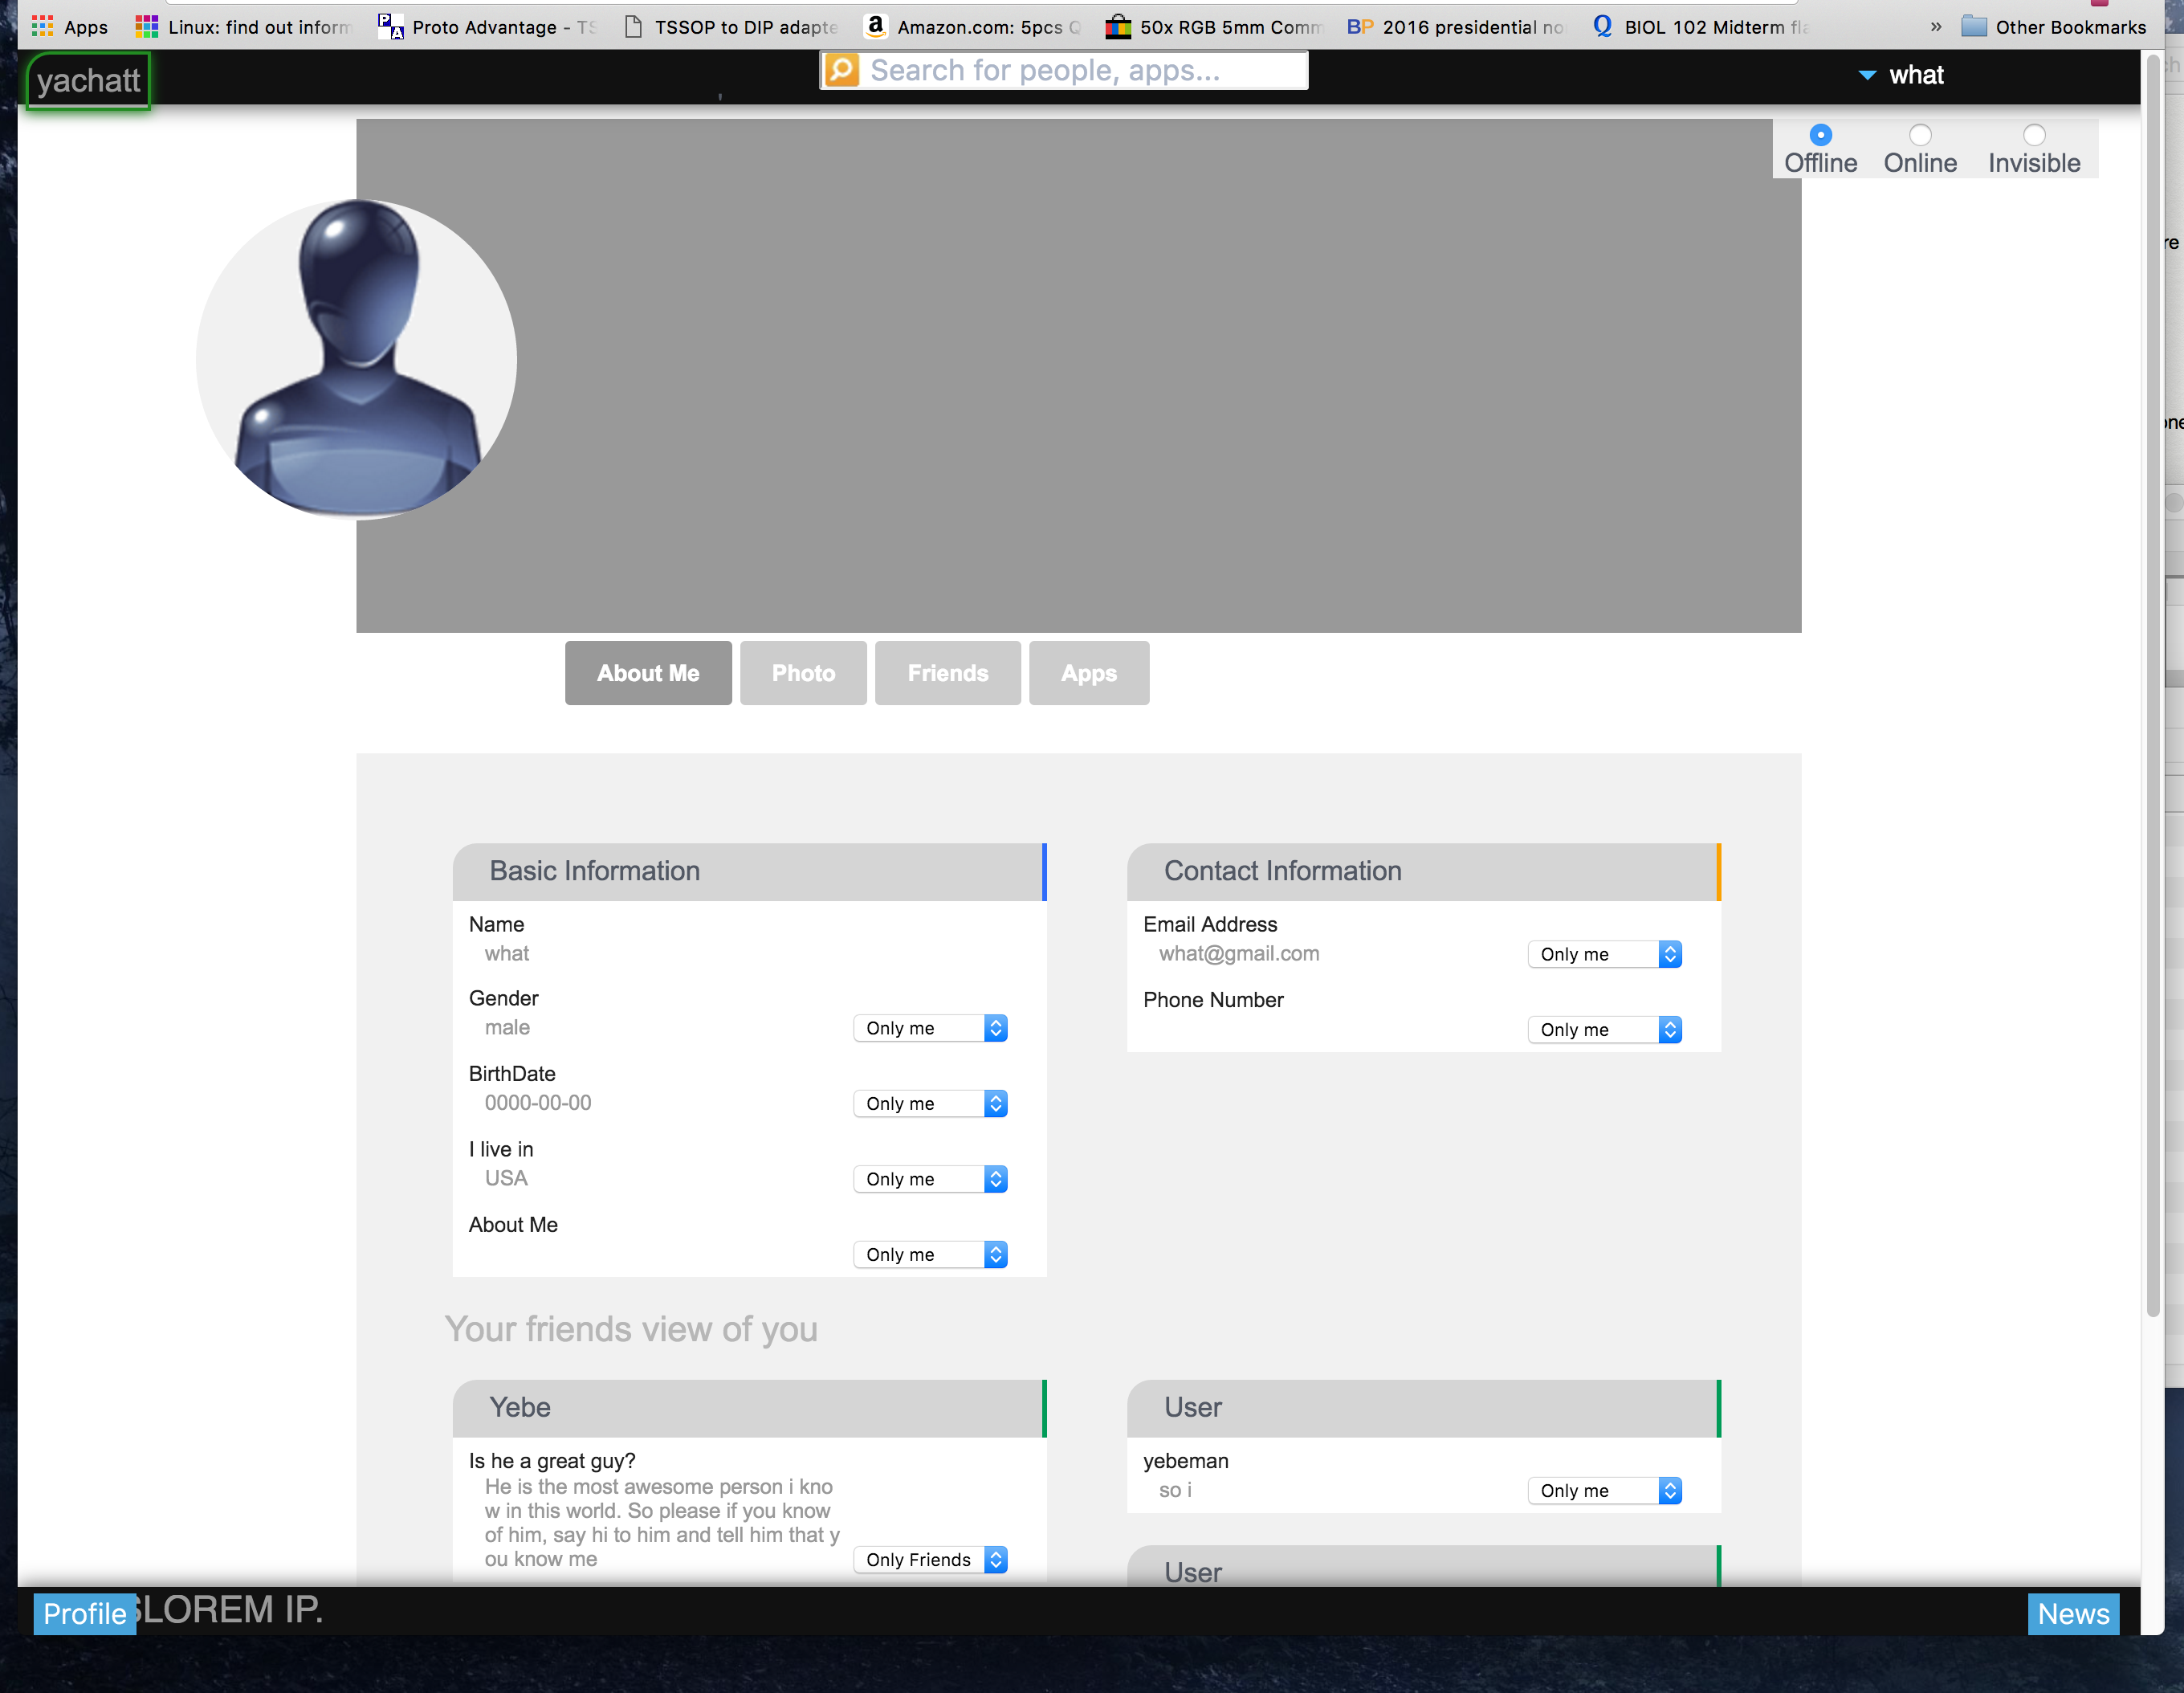 Apps Linux: find out inform Proto Advantage - TS TSSOP to DIP adapte Amazon.com: 5pcs Q 50x RGB 5mm Comm BP 2016 presidential no Q BIOL 102 Midterm fla » Other Bookmarks
yachatt Search for people, apps... what
Offline Online Invisible
About Me Photo Friends Apps
Basic Information
Name
what
Gender
male Only me
BirthDate
0000-00-00 Only me
I live in
USA Only me
About Me
Only me
Contact Information
Email Address
what@gmail.com Only me
Phone Number
Only me
Your friends view of you
Yebe
Is he a great guy?
He is the most awesome person i kno
w in this world. So please if you know
of him, say hi to him and tell him that y
ou know me Only Friends
User
yebeman
so i Only me
User
Profile LOREM IP. News